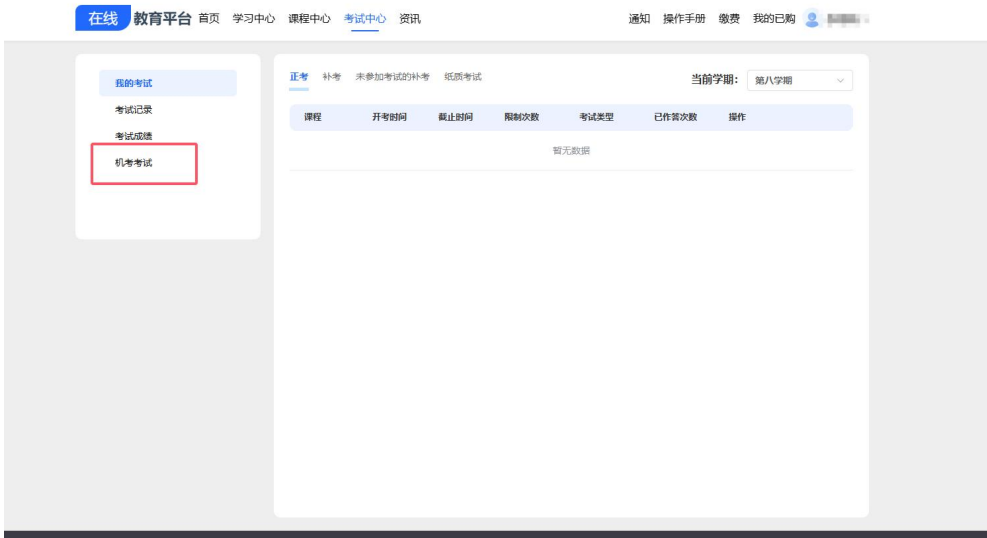 在线 教育平台 首页 学习中心 课程中心 考试中心 资讯 通知 操作手册 缴费 我的已购
我的考试
考试记录
考试成绩
机考考试
正考 补考 未参加考试的补考 纸质考试 当前学期： 第八学期
课程 开考时间 截止时间 限制次数 考试类型 已作答次数 操作
暂无数据